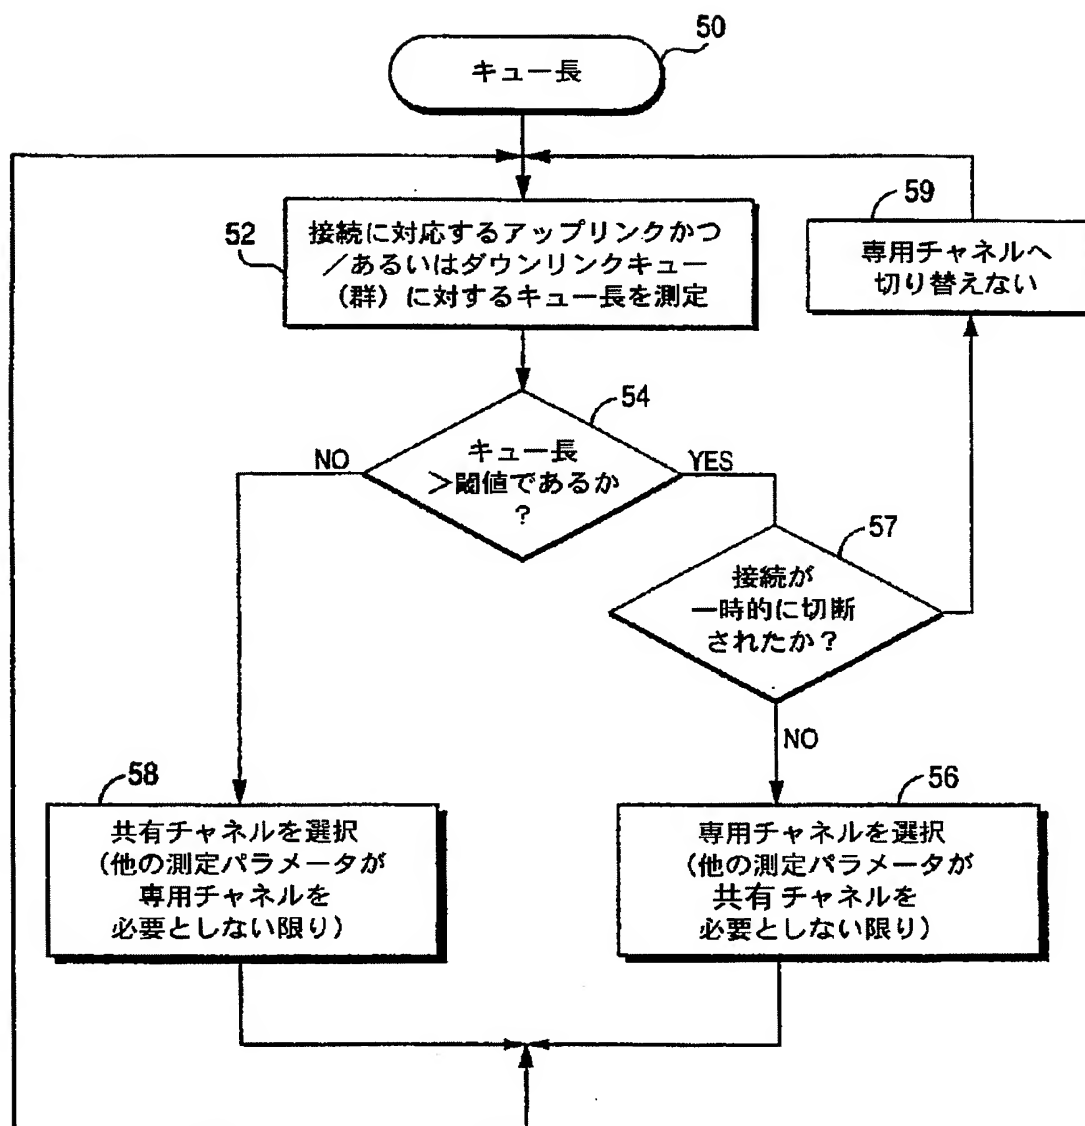 50
キュー長
52
接続に対応するアップリンクかつ
/あるいはダウンリンクキュー
(群)に対するキュー長を測定
59
専用チャネルへ
切り替えない
54
キュー長
>閾値であるか
?
NO
YES
57
接続が
一時的に切断
されたか?
NO
58
共有チャネルを選択
(他の測定パラメータが
専用チャネルを
必要としない限り)
56
専用チャネルを選択
(他の測定パラメータが
共有チャネルを
必要としない限り)